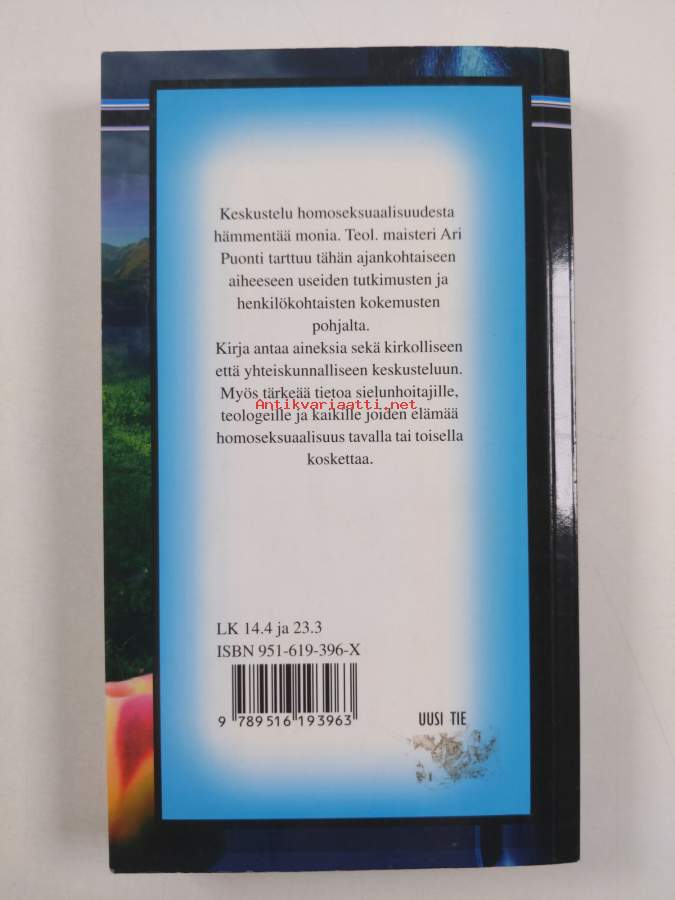 Keskustelu homoseksuaalisuudesta
hämmentää monia. Teol. maisteri Ari
Puonti tarttuu tähän ajankohtaiseen
aiheeseen useiden tutkimusten ja
henkilökohtaisten kokemusten
pohjalta.
Kirja antaa aineksia sekä kirkolliseen
että yhteiskunnalliseen keskusteluun.
Myös tärkeää tietoa sielunhoitajille,
Antikvariaatti.net
teologeille ja kaikille joiden elämää
homoseksuaalisuus tavalla tai toisella
koskettaa.
LK 14.4 ja 23.3
ISBN 951-619-396-X
9 789516 193963
UUSI TIE